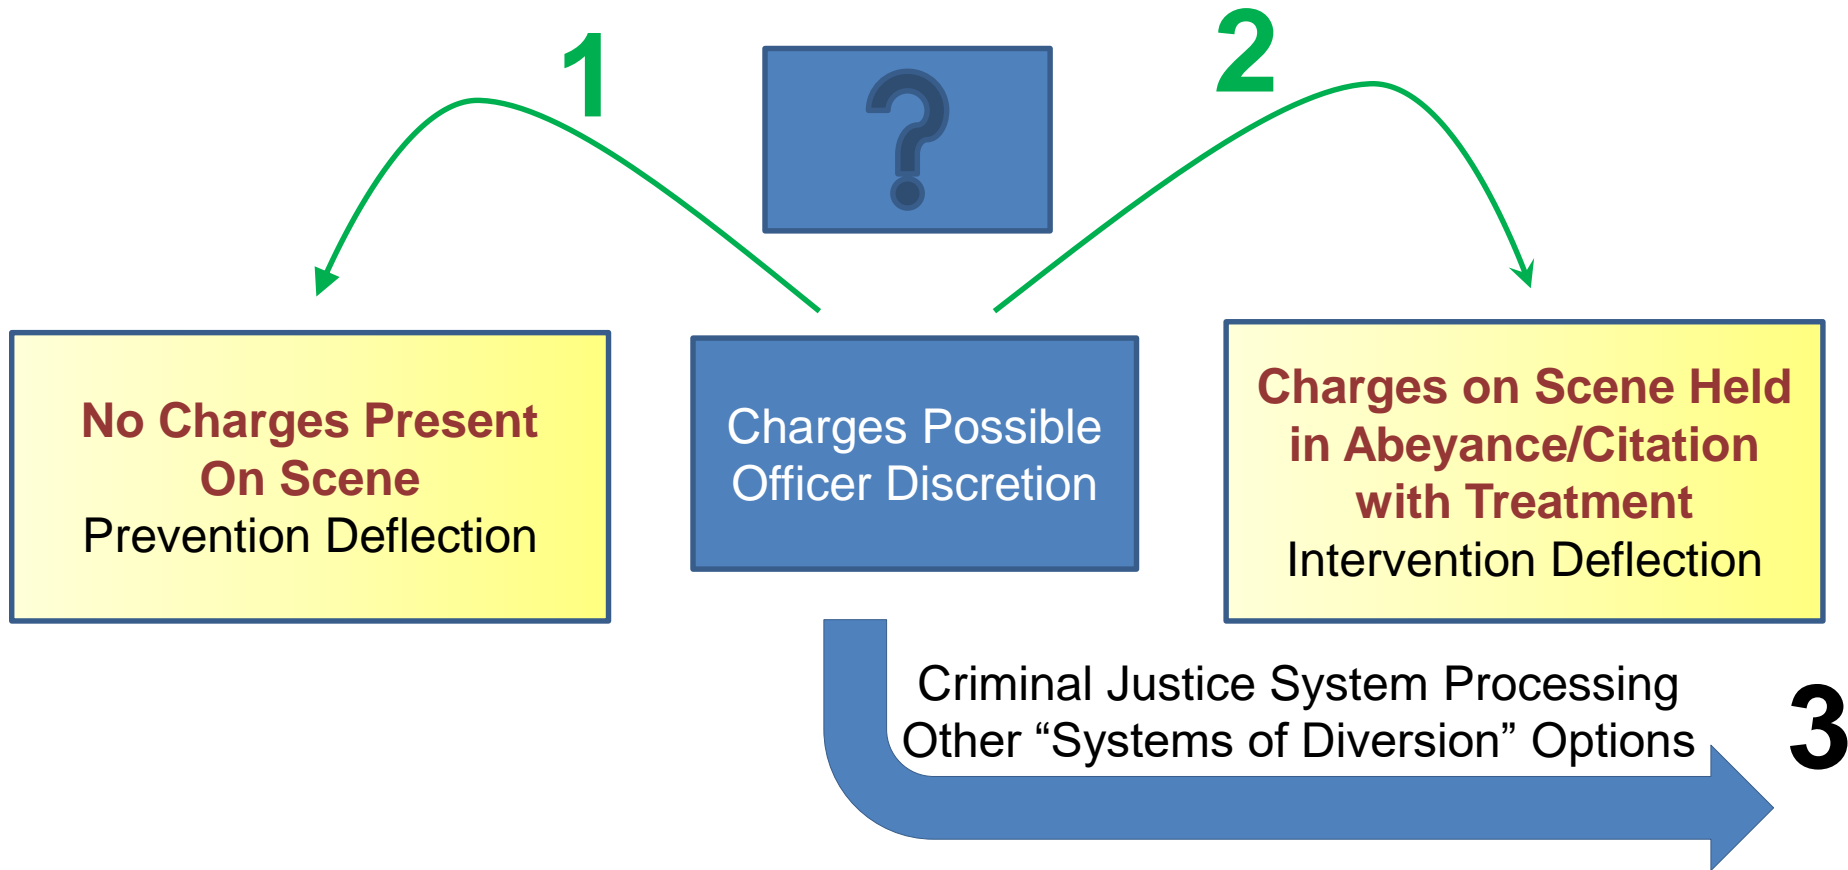 1
?
2
No Charges Present
On Scene
Prevention Deflection
Charges Possible
Officer Discretion
Charges on Scene Held
in Abeyance/Citation
with Treatment
Intervention Deflection
Criminal Justice System Processing
Other “Systems of Diversion” Options
3